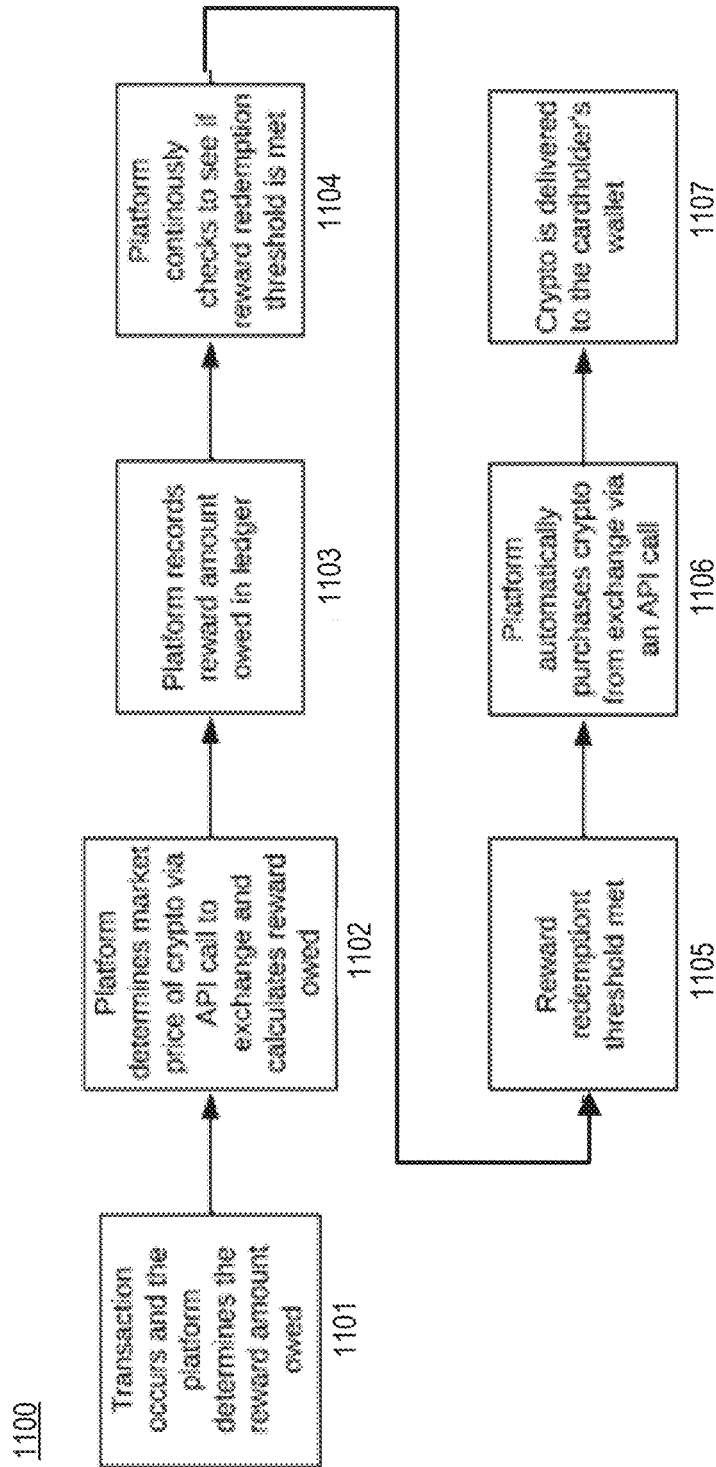 1100
Transaction
occurs and the
platform
determines the
reward amount
owed
1101
Platform
determines market
price of crypto via
API call to
exchange and
calculates reward
owed
1102
Platform records
reward amount
owed in ledger
1103
Platform
continously
checks to see if
reward redemption
threshold is met
1104
Reward
redemptiont
threshold met
1105
Platform
automatically
purchases crypto
from exchange via
an API call
1106
Crypto is delivered
to the cardholder's
wallet
1107